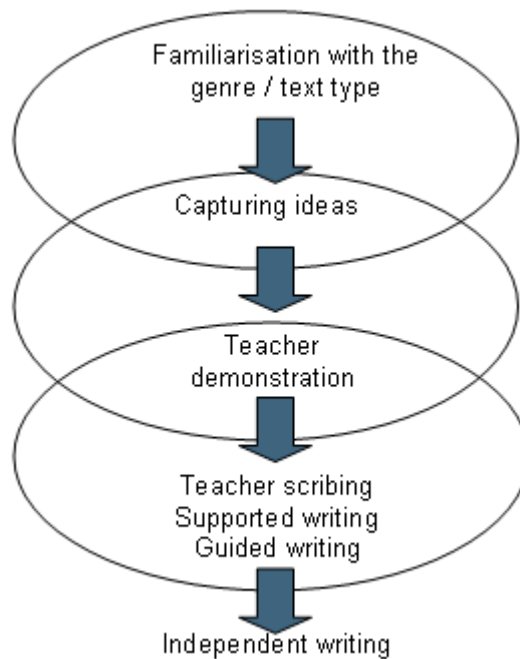 Familiarisation with the
genre / text type
Capturing ideas
Teacher
demonstration
Teacher scribing
Supported writing
Guided writing
Independent writing